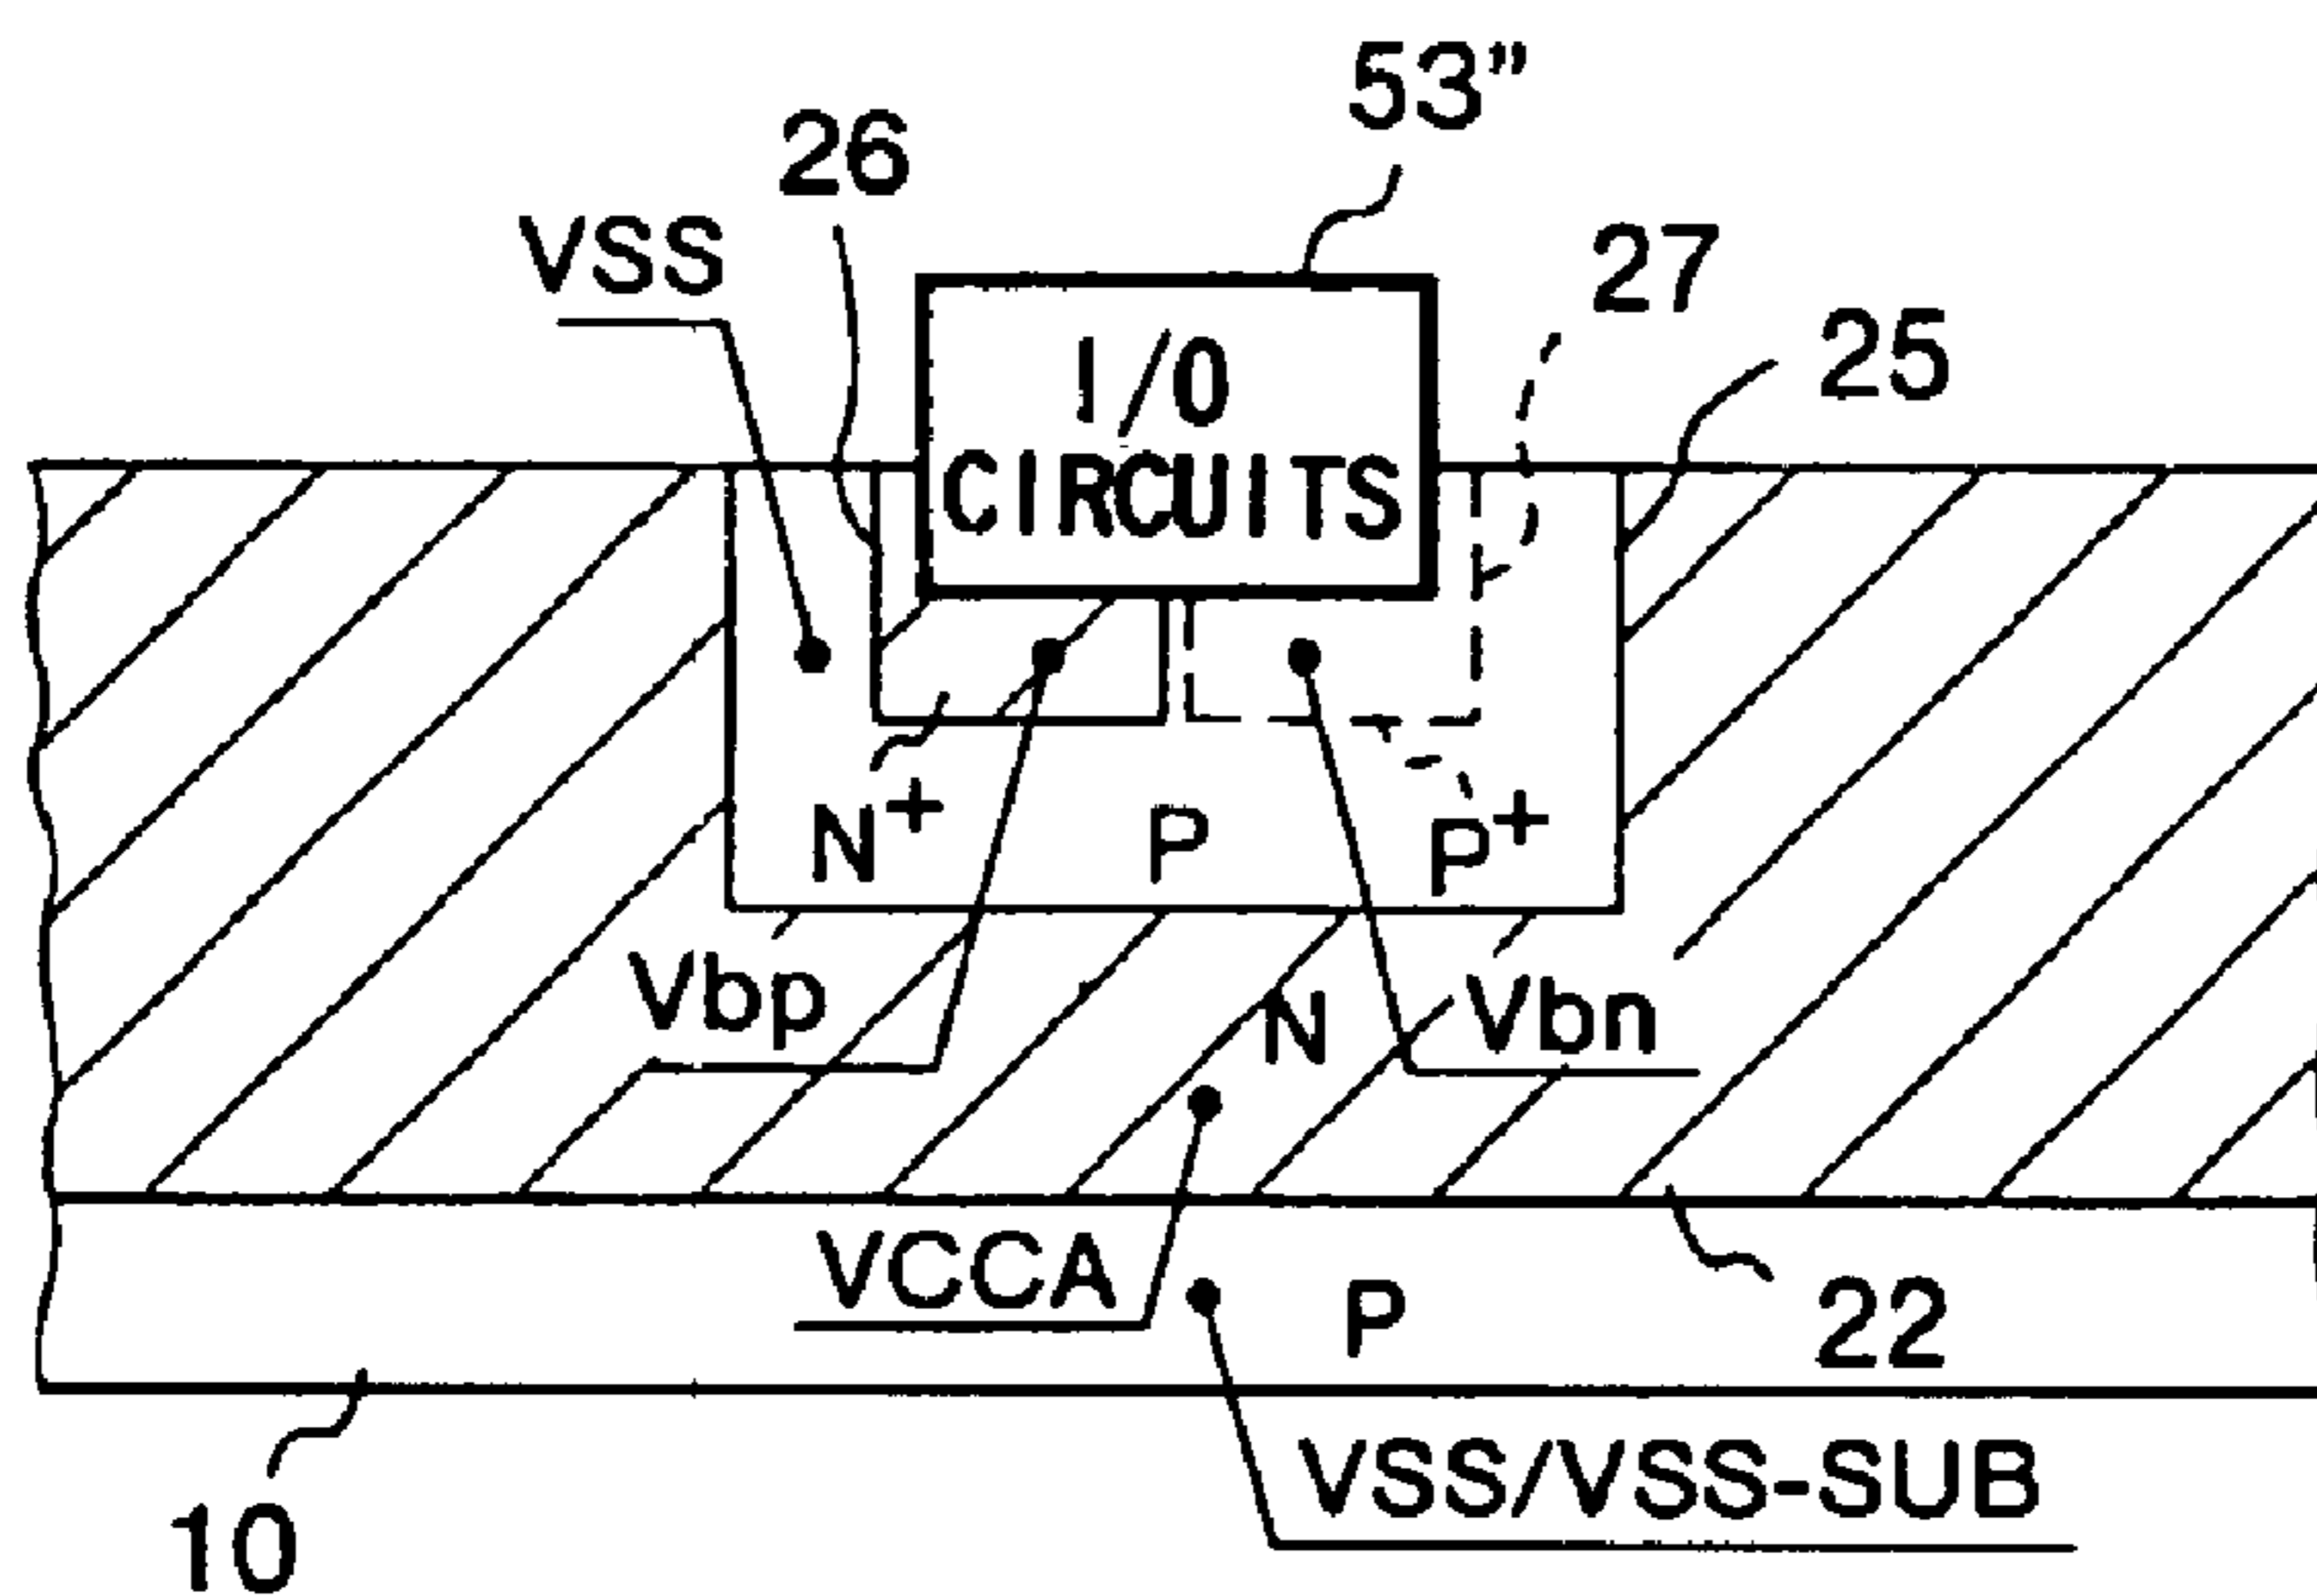 53”
26
VSS
27
25
I/O
CIRCUITS
N+
P
P+
Vbp
N
Vbn
VCCA
P
22
VSS/VSS-SUB
10